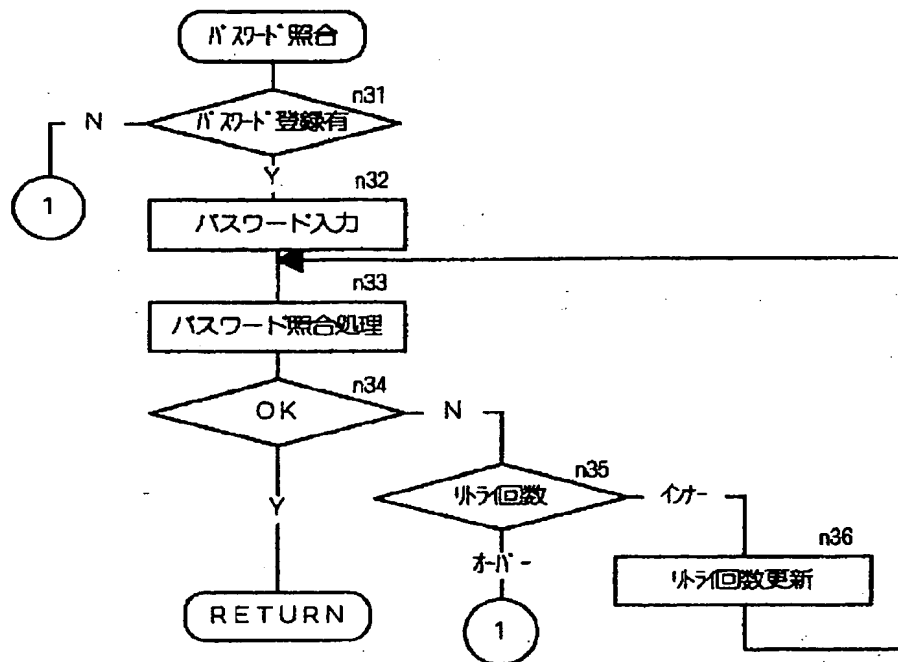 パスワード照合
n31
パスワード登録有
N
Y
1
n32
パスワード入力
n33
パスワード照合処理
n34
OK
N
Y
n35
リトライ回数
インナー
オーバー
n36
リトライ回数更新
RETURN
1